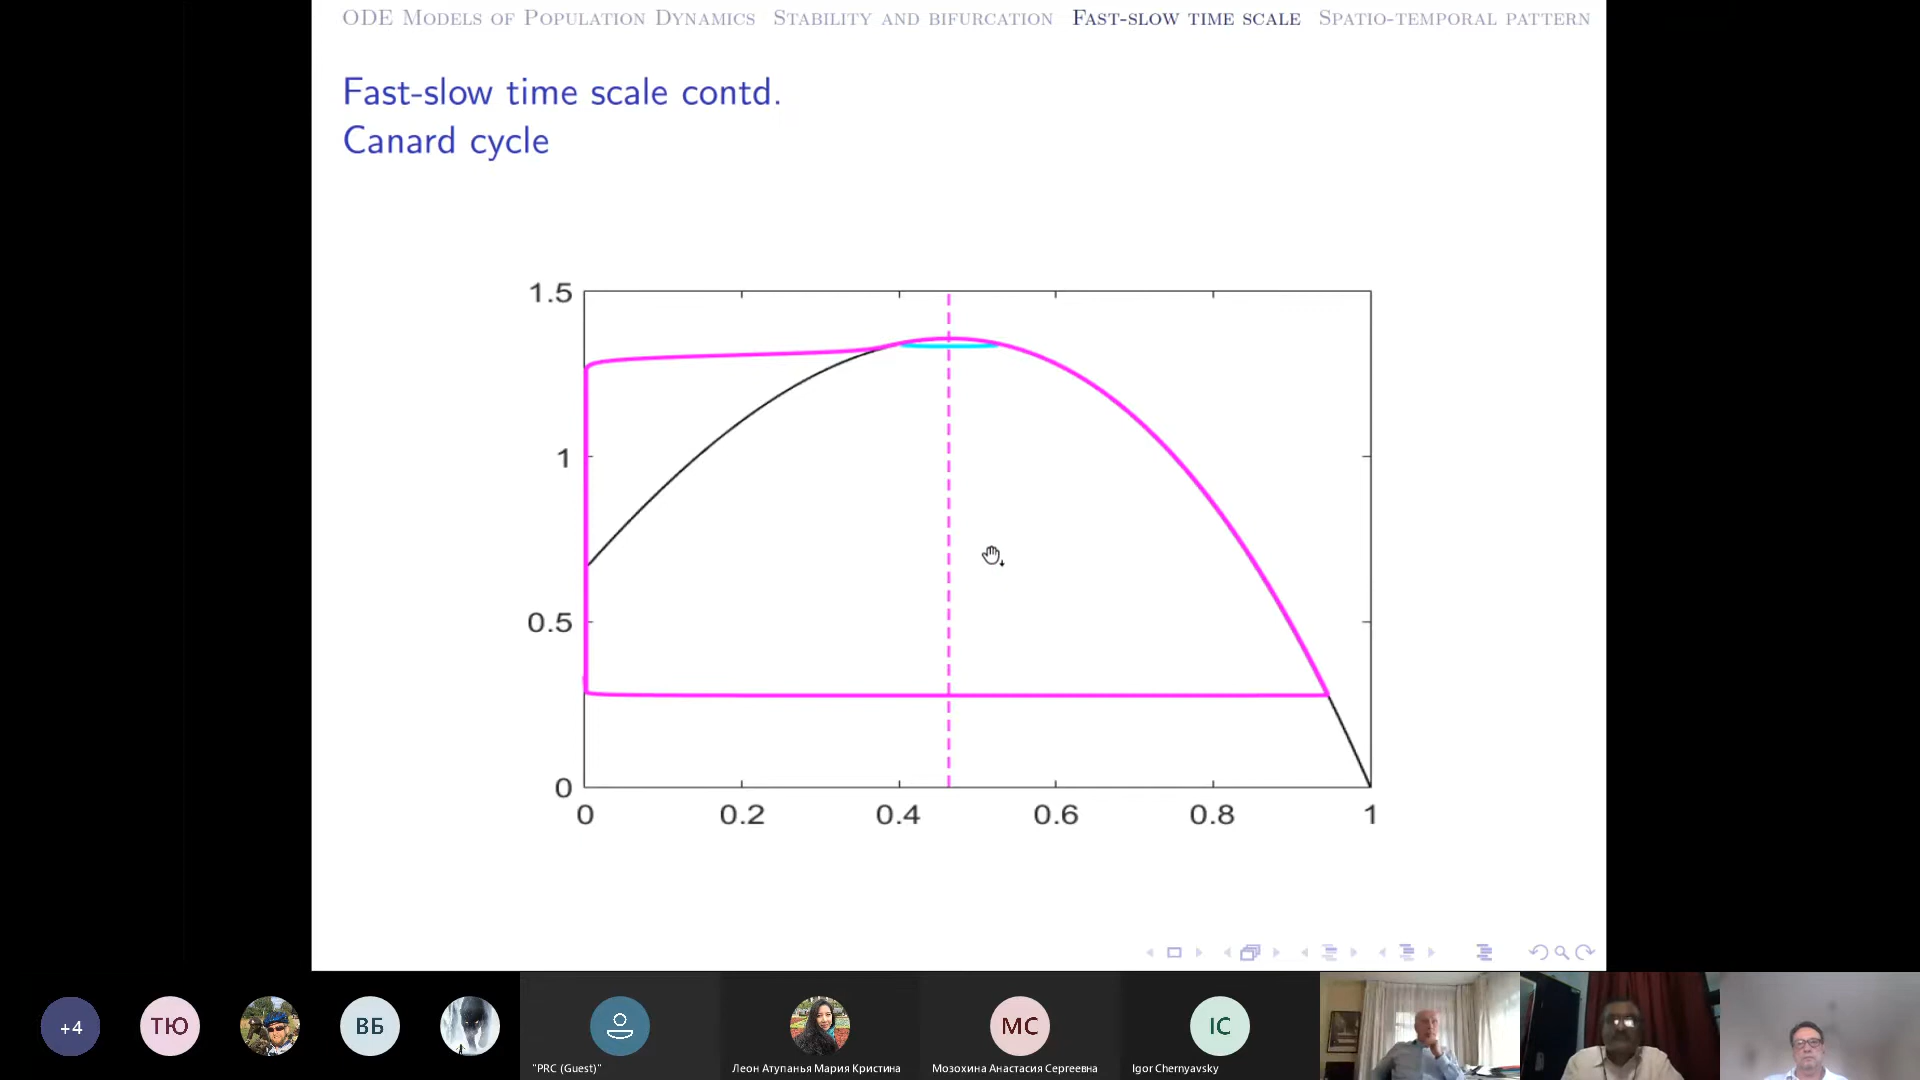 ODE Models of Population Dynamics Stability and bifurcation Fast-slow time scale Spatio-temporal pattern
Fast-slow time scale contd.
Canard cycle
1.5
1
0.5
0
0 0.2 0.4 0.6 0.8 1
+4 ТЮ ВБ МС IC
"PRC (Guest)" Леон Атупанья Мария Кристина Мозохина Анастасия Сергеевна Igor Chernyavsky